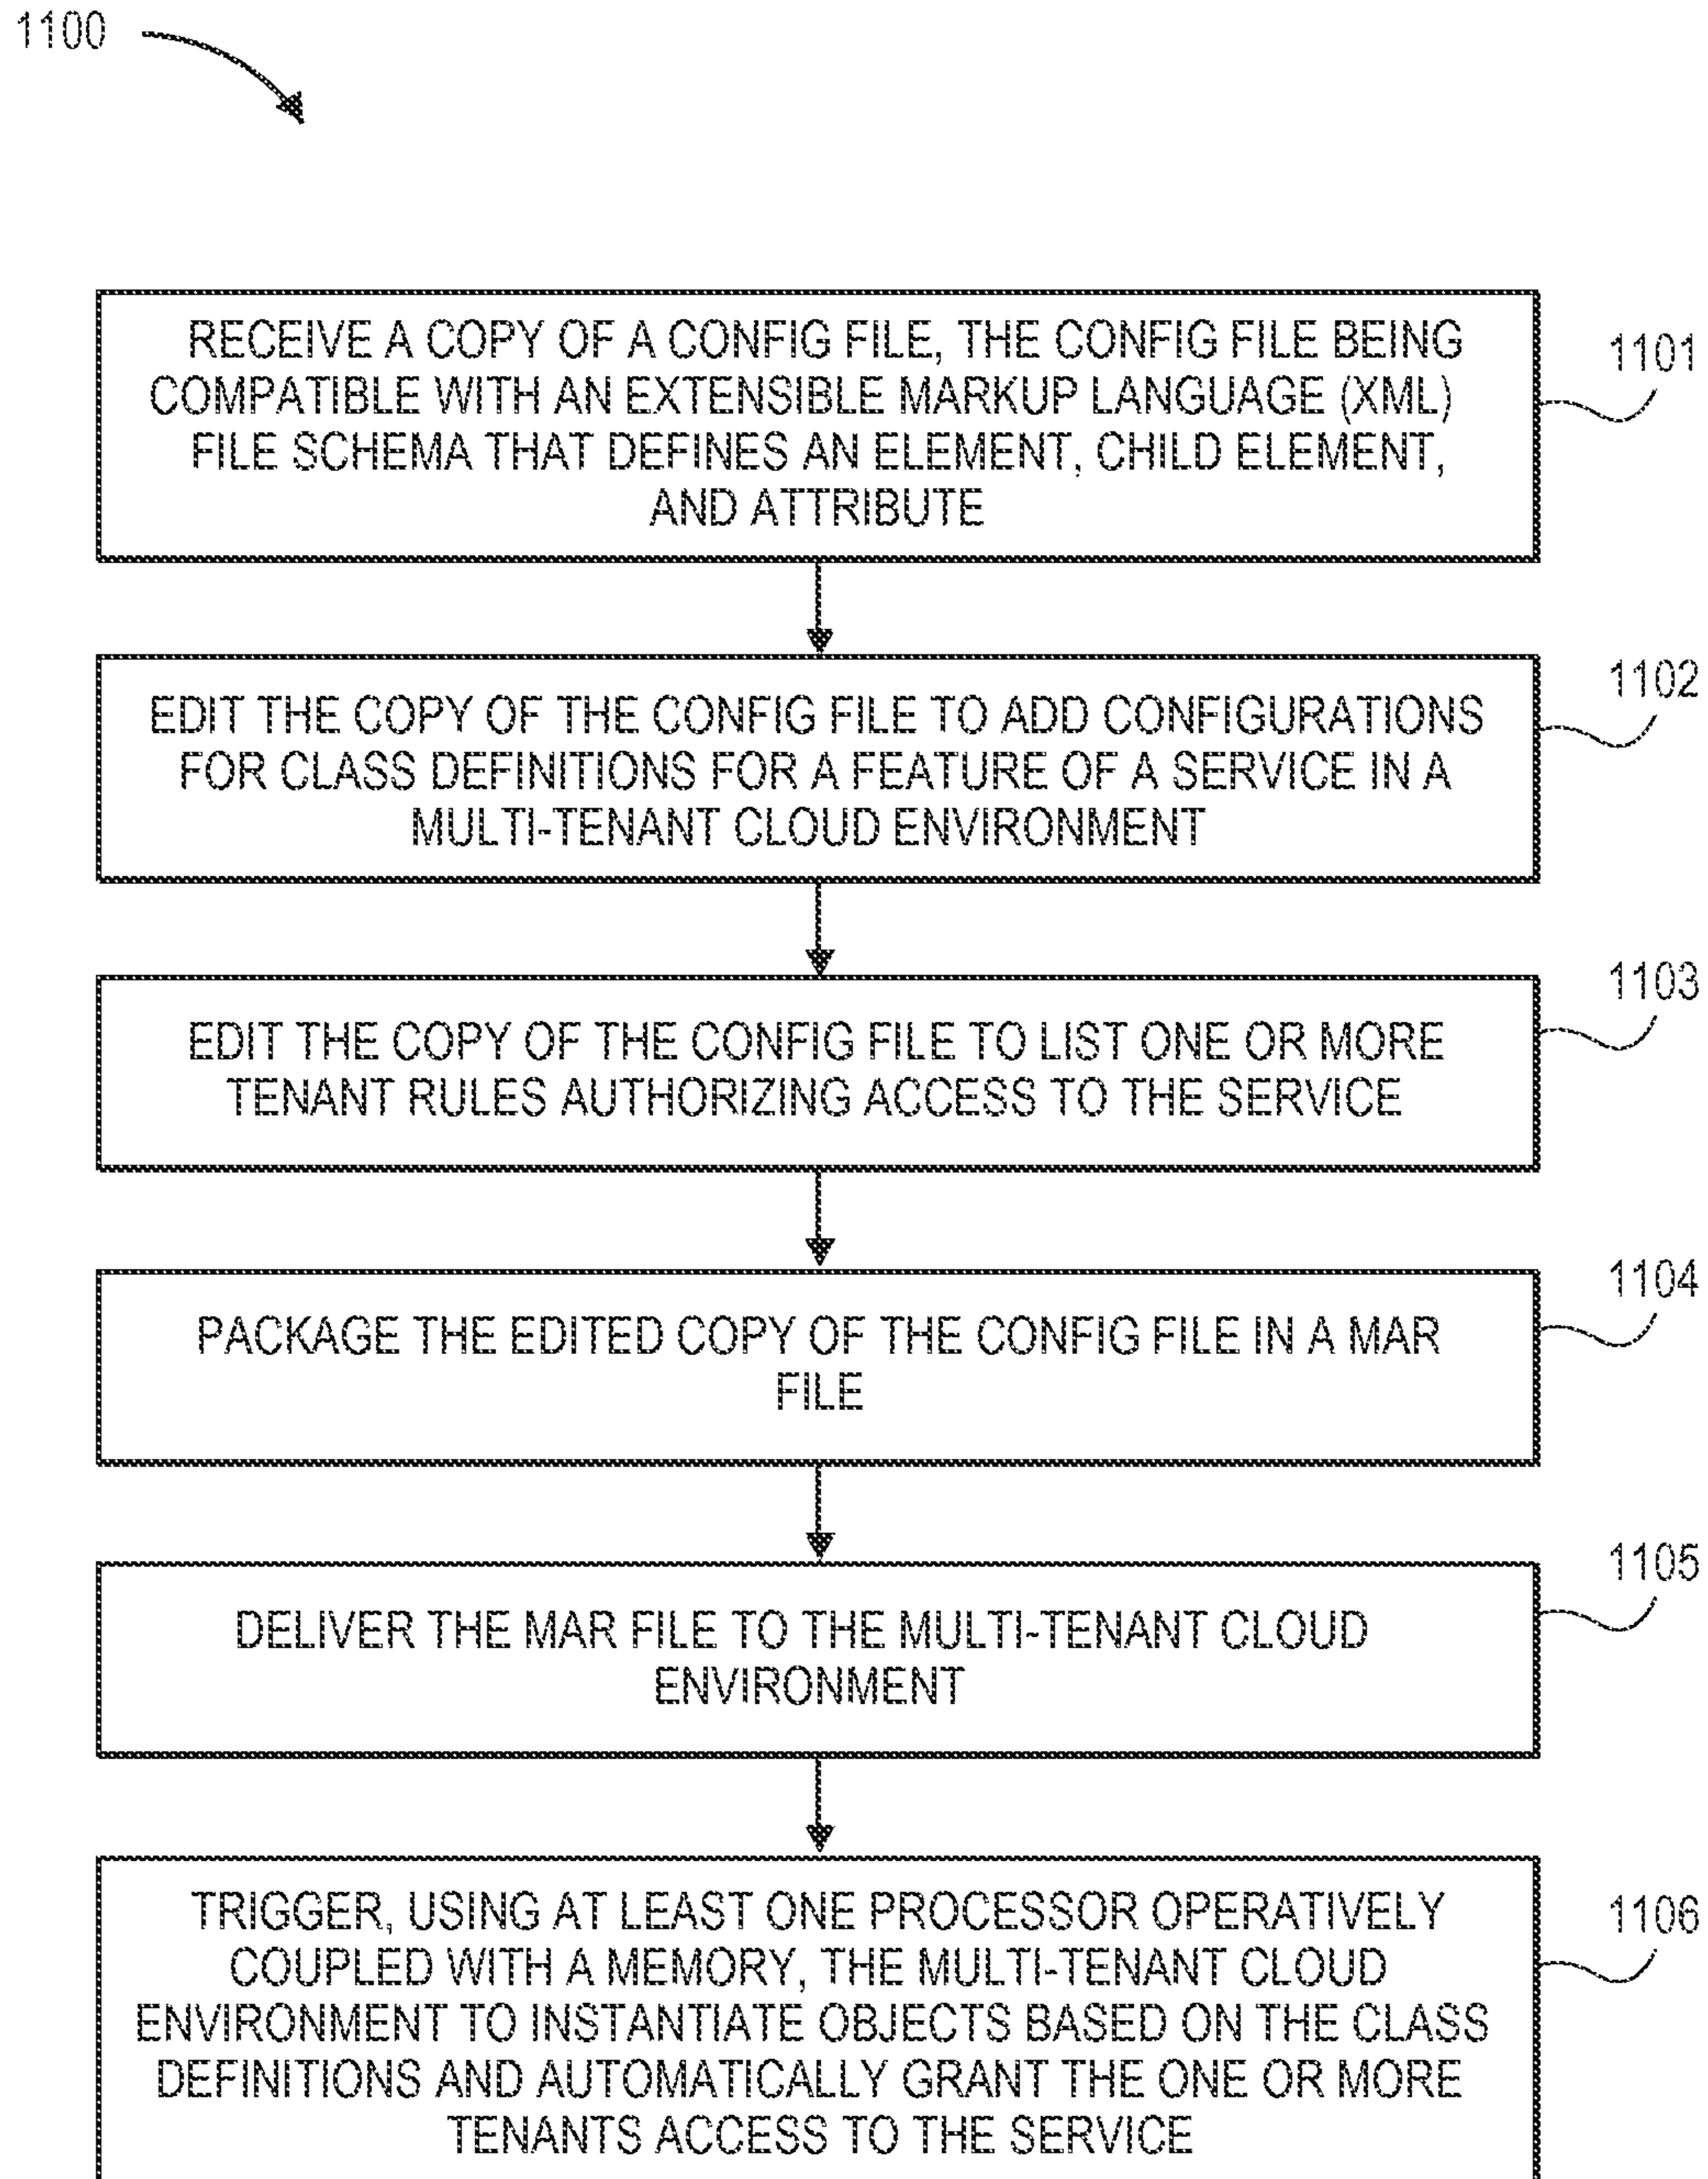 1100
RECEIVE A COPY OF A CONFIG FILE, THE CONFIG FILE BEING
COMPATIBLE WITH AN EXTENSIBLE MARKUP LANGUAGE (XML)
FILE SCHEMA THAT DEFINES AN ELEMENT, CHILD ELEMENT,
AND ATTRIBUTE
1101
EDIT THE COPY OF THE CONFIG FILE TO ADD CONFIGURATIONS
FOR CLASS DEFINITIONS FOR A FEATURE OF A SERVICE IN A
MULTI-TENANT CLOUD ENVIRONMENT
1102
EDIT THE COPY OF THE CONFIG FILE TO LIST ONE OR MORE
TENANT RULES AUTHORIZING ACCESS TO THE SERVICE
1103
PACKAGE THE EDITED COPY OF THE CONFIG FILE IN A MAR
FILE
1104
DELIVER THE MAR FILE TO THE MULTI-TENANT CLOUD
ENVIRONMENT
1105
TRIGGER, USING AT LEAST ONE PROCESSOR OPERATIVELY
COUPLED WITH A MEMORY, THE MULTI-TENANT CLOUD
ENVIRONMENT TO INSTANTIATE OBJECTS BASED ON THE CLASS
DEFINITIONS AND AUTOMATICALLY GRANT THE ONE OR MORE
TENANTS ACCESS TO THE SERVICE
1106